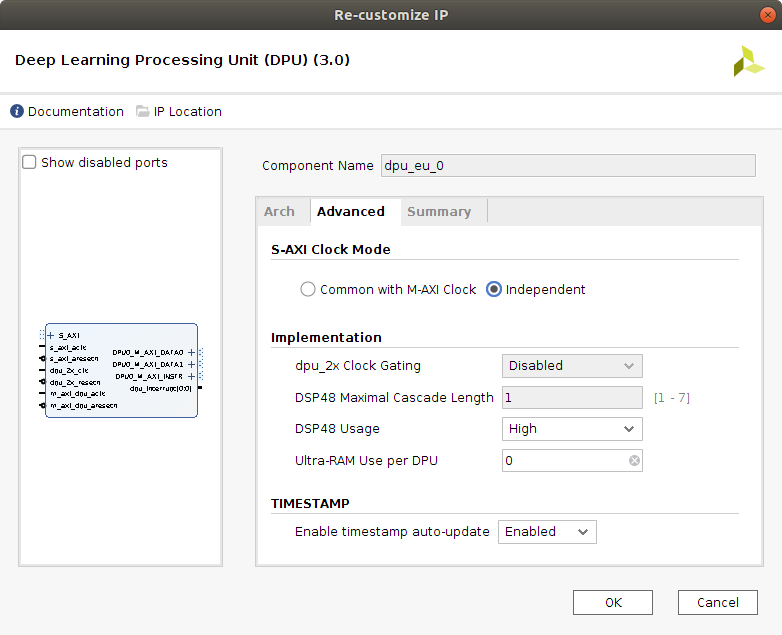 Re-customize IP
Deep Learning Processing Unit (DPU) (3.0)
Documentation IP Location
Show disabled ports
S_AXI
s_axi_aclk
s_axi_aresetn
dpu_2x_clk
dpu_2x_resetn
m_axi_dpu_aclk
m_axi_dpu_aresetn
DPU0_M_AXI_DATA0
DPU0_M_AXI_DATA1
DPU0_M_AXI_INSTR
dpu_interrupt[0:0]
Component Name dpu_eu_0
Arch Advanced Summary
S-AXI Clock Mode
Common with M-AXI Clock Independent
Implementation
dpu_2x Clock Gating Disabled
DSP48 Maximal Cascade Length 1 [1 - 7]
DSP48 Usage High
Ultra-RAM Use per DPU 0
TIMESTAMP
Enable timestamp auto-update Enabled
OK Cancel